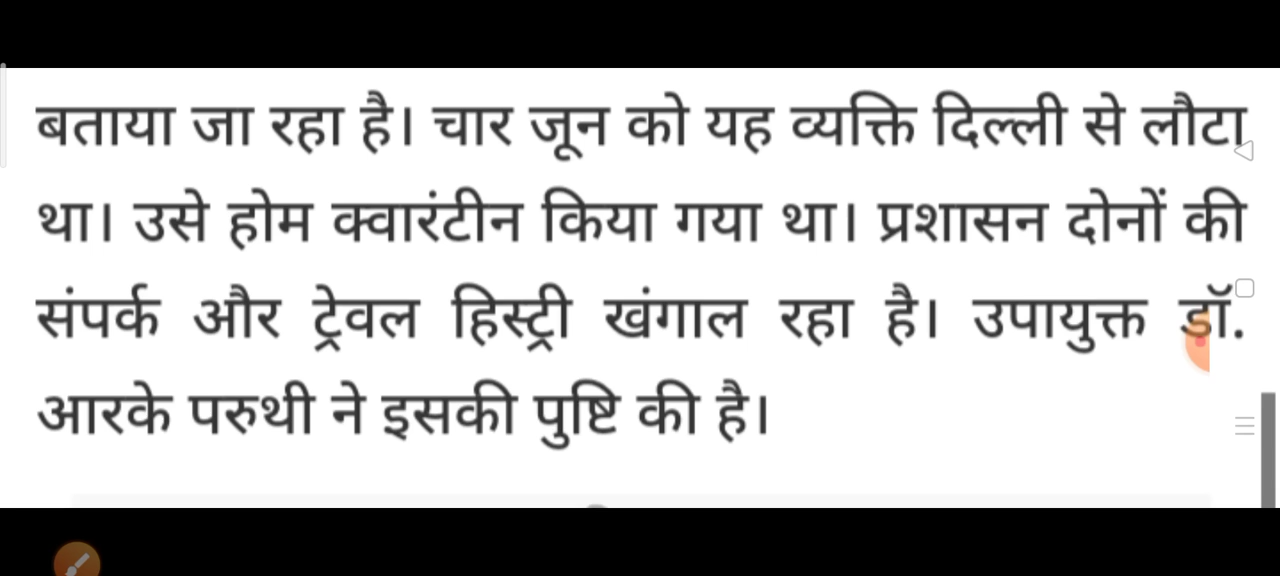 बताया जा रहा है। चार जून को यह व्यक्ति दिल्ली से लौटा
था। उसे होम क्वारंटीन किया गया था। प्रशासन दोनों की
संपर्क और ट्रेवल हिस्ट्री खंगाल रहा है। उपायुक्त डॉ.
आरके परुथी ने इसकी पुष्टि की है।